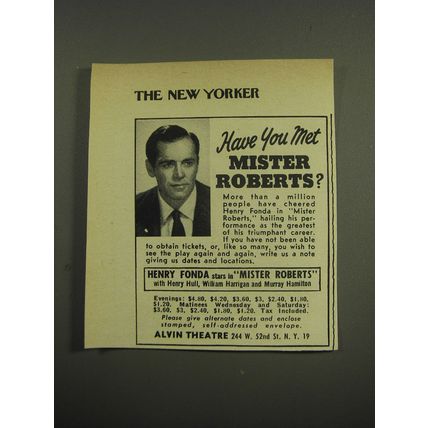 THE NEW YORKER
Have You Met
MISTER
ROBERTS?
More than a million
people have cheered
Henry Fonda in "Mister
Roberts," hailing his per-
formance as the greatest
of his triumphant career.
If you have not been able
to obtain tickets, or, like so many, you wish to
see the play again and again, write us a note
giving us dates and locations.
HENRY FONDA stars in "MISTER ROBERTS"
with Henry Hull, William Harrigan and Murray Hamilton
Evenings: $4.80, $4.20, $3.60, $3, $2.40, $1.80,
$1.20. Matinees Wednesday and Saturday:
$3.60, $3, $2.40, $1.80, $1.20. Tax Included.
Please give alternate dates and enclose
stamped, self-addressed envelope.
ALVIN THEATRE 244 W. 52nd St. N. Y. 19